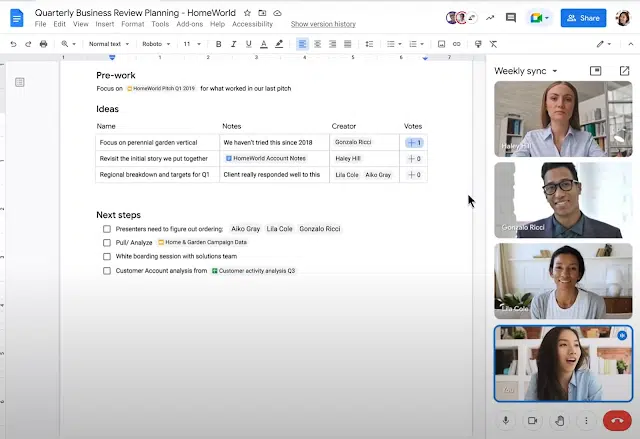 Quarterly Business Review Planning - HomeWorld
File Edit View Insert Format Tools Add-ons Help Accessibility Show version history
Share
Normal text Roboto 11
Pre-work
Focus on HomeWorld Pitch Q1 2019 for what worked in our last pitch
Ideas
Name Notes Creator Votes
Focus on perennial garden vertical We haven't tried this since 2018 Gonzalo Ricci + 1
Revisit the initial story we put together HomeWorld Account Notes Haley Hill + 0
Regional breakdown and targets for Q1 Client really responded well to this Lila Cole Aiko Gray + 0
Next steps
Presenters need to figure out ordering: Aiko Gray Lila Cole Gonzalo Ricci
Pull/ Analyze Home & Garden Campaign Data
White boarding session with solutions team
Customer Account analysis from Customer activity analysis Q3
Weekly sync
Haley Hill
Gonzalo Ricci
Lila Cole
You